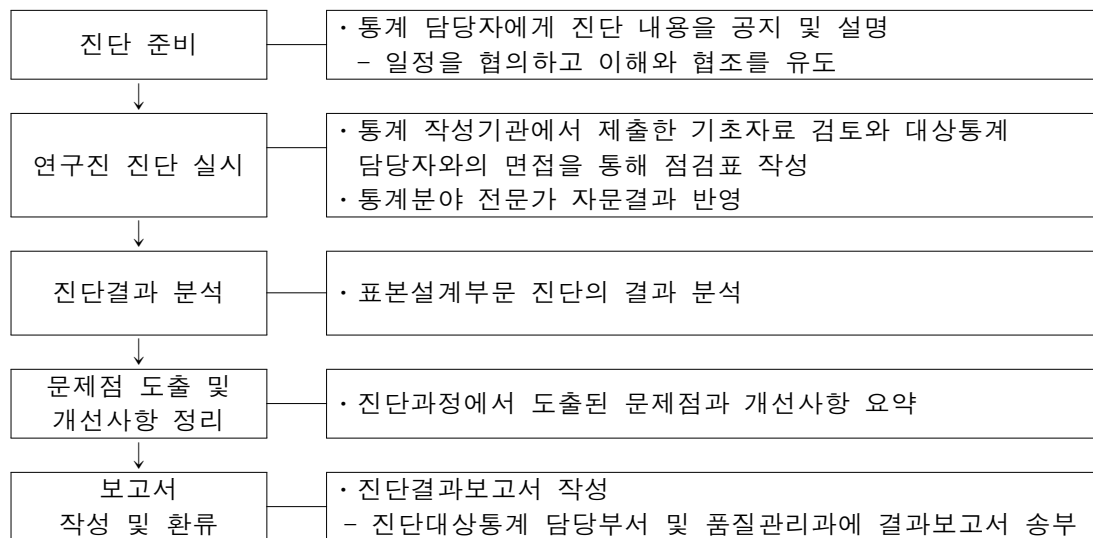 진단 준비
· 통계 담당자에게 진단 내용을 공지 및 설명
- 일정을 협의하고 이해와 협조를 유도
연구진 진단 실시
· 통계 작성기관에서 제출한 기초자료 검토와 대상통계
담당자와의 면접을 통해 점검표 작성
· 통계분야 전문가 자문결과 반영
진단결과 분석
· 표본설계부문 진단의 결과 분석
문제점 도출 및
개선사항 정리
· 진단과정에서 도출된 문제점과 개선사항 요약
보고서
작성 및 환류
· 진단결과보고서 작성
- 진단대상통계 담당부서 및 품질관리과에 결과보고서 송부